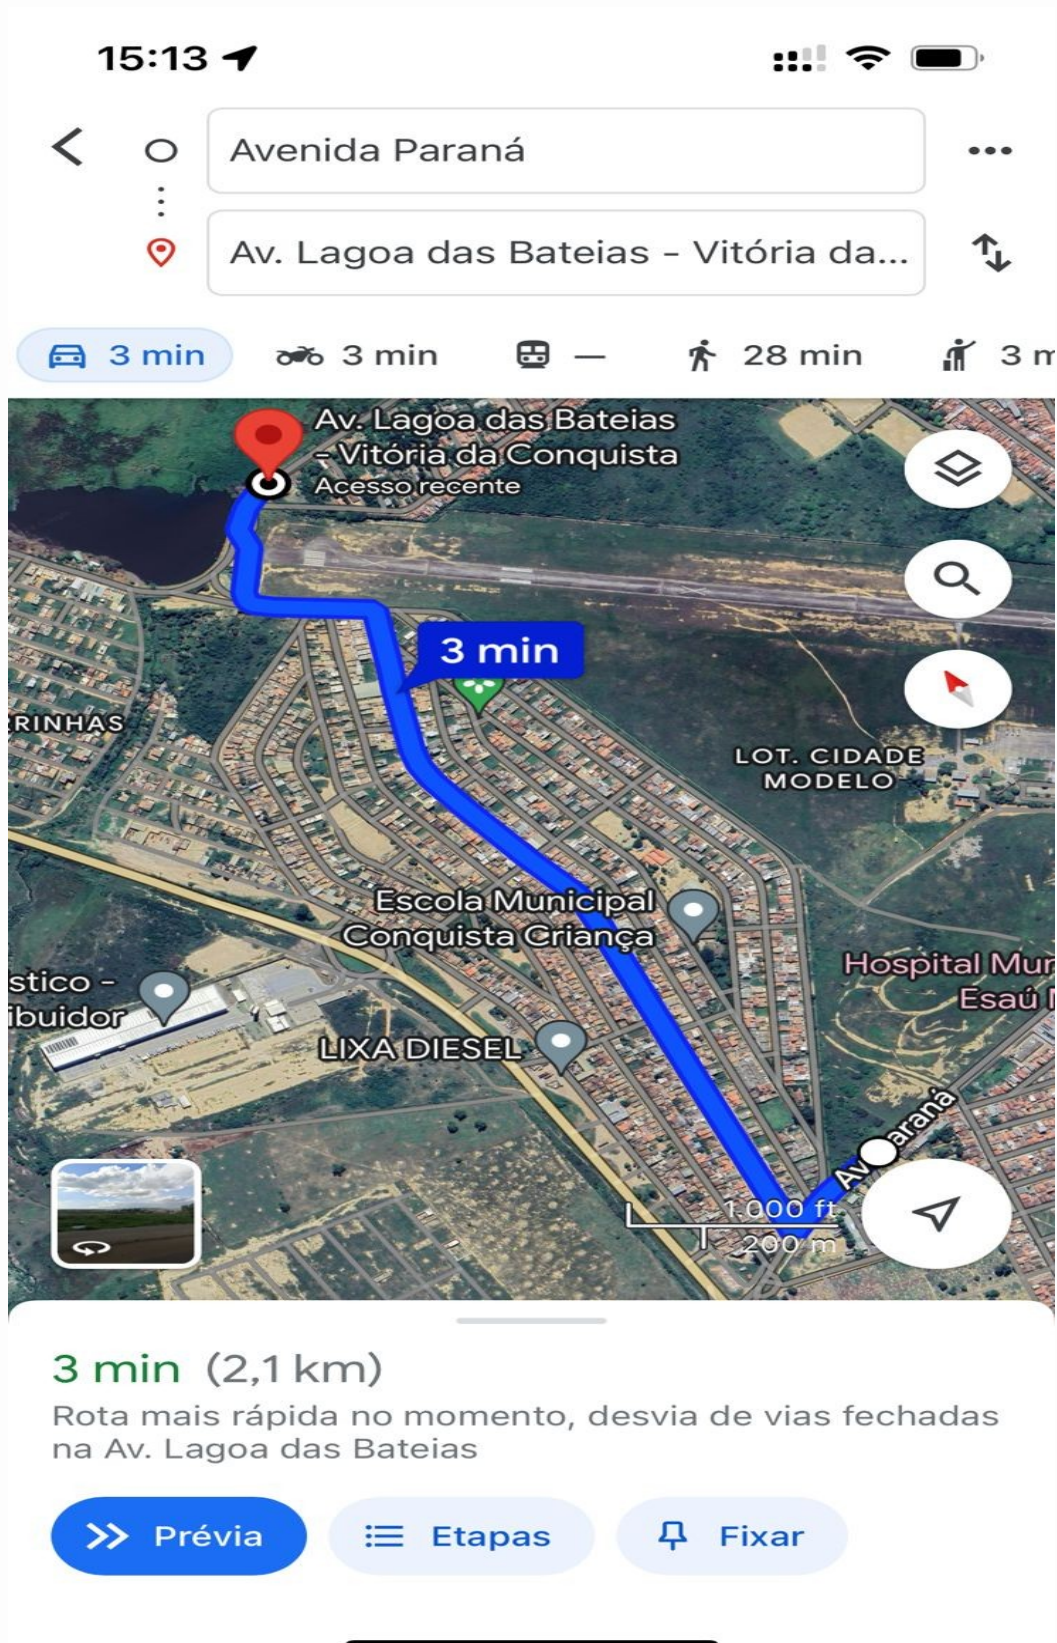 15:13
Avenida Paraná
Av. Lagoa das Bateias - Vitória da...
3 min
3 min
—
28 min
3 m
Av. Lagoa das Bateias
- Vitória da Conquista
Acesso recente
3 min
RRINHAS
LOT. CIDADE
MODELO
Escola Municipal
Conquista Criança
Hospital Mun
Esaú
stico -
ibuidor
LIXA DIESEL
Av
araná
1.000 ft
200 m
3 min (2,1 km)
Rota mais rápida no momento, desvia de vias fechadas
na Av. Lagoa das Bateias
Prévia
Etapas
Fixar